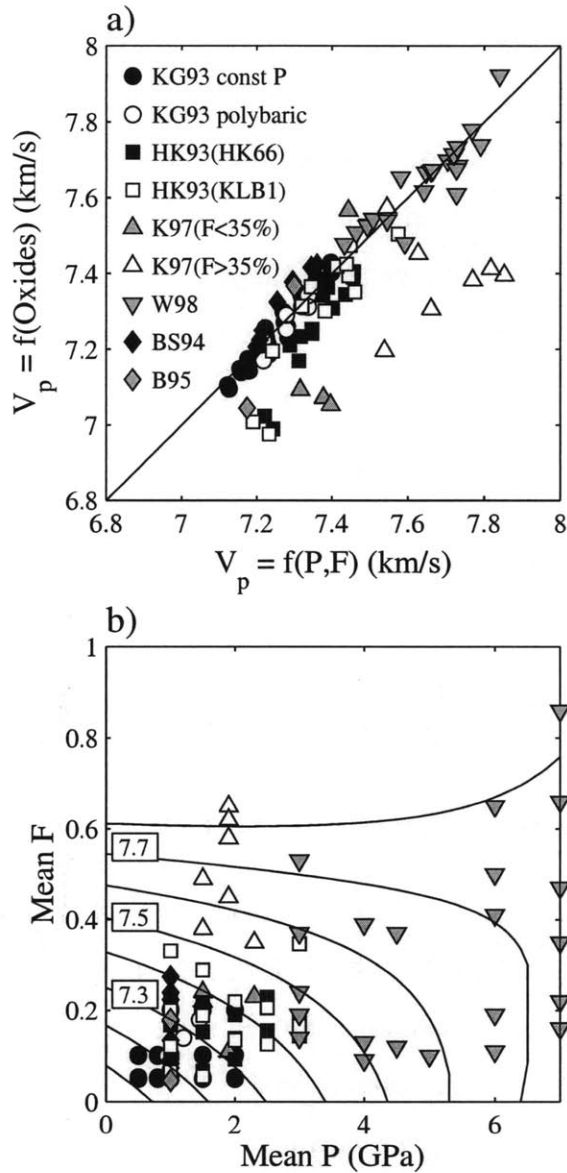 a)
8
7.8
7.6
7.4
7.2
7
6.8
V_p = f(Oxides) (km/s)
KG93 const P
KG93 polybaric
HK93(HK66)
HK93(KLB1)
K97(F<35%)
K97(F>35%)
W98
BS94
B95
6.8 7 7.2 7.4 7.6 7.8 8
V_p = f(P,F) (km/s)
b)
1
0.8
0.6
0.4
0.2
0
Mean F
7.7
7.5
7.3
0 2 4 6
Mean P (GPa)